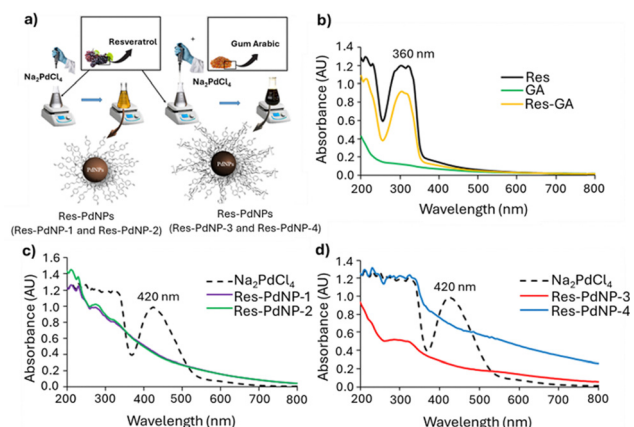 a)
Resveratrol
Na₂PdCl₄
+
Gum Arabic
Na₂PdCl₄
PdNPs
PdNPs
Res-PdNPs
(Res-PdNP-1 and Res-PdNP-2)
Res-PdNPs
(Res-PdNP-3 and Res-PdNP-4)
b)
Absorbance (AU)
1.4
1.2
1.0
0.8
0.6
0.4
0.2
0.0
360 nm
Res
GA
Res-GA
200 300 400 500 600 700 800
Wavelength (nm)
c)
Absorbance (AU)
1.6
1.4
1.2
1.0
0.8
0.6
0.4
0.2
0.0
420 nm
Na₂PdCl₄
Res-PdNP-1
Res-PdNP-2
200 300 400 500 600 700 800
Wavelength (nm)
d)
Absorbance (AU)
1.4
1.2
1.0
0.8
0.6
0.4
0.2
0.0
420 nm
Na₂PdCl₄
Res-PdNP-3
Res-PdNP-4
200 300 400 500 600 700 800
Wavelength (nm)